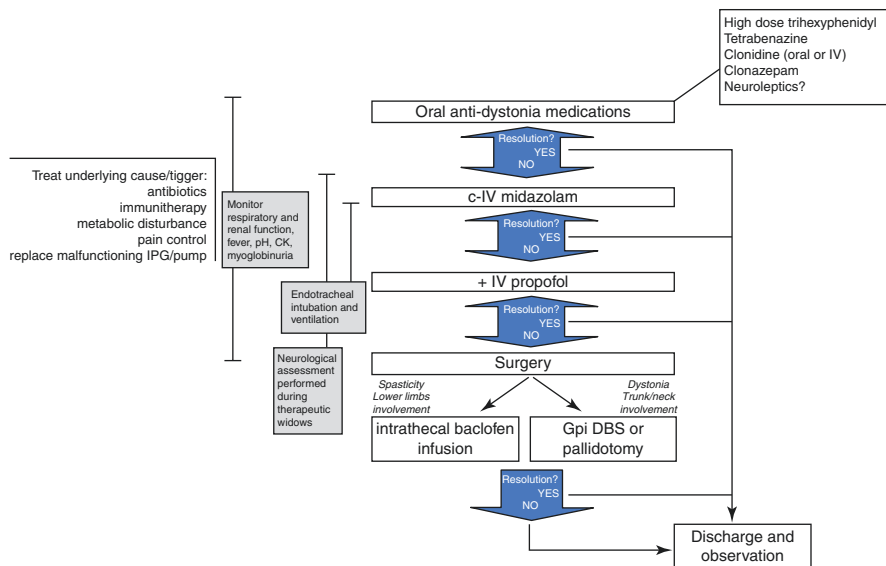 High dose trihexyphenidyl
Tetrabenazine
Clonidine (oral or IV)
Clonazepam
Neuroleptics?
Oral anti-dystonia medications
Resolution?
YES
NO
Treat underlying cause/tigger:
antibiotics
immunitherapy
metabolic disturbance
pain control
replace malfunctioning IPG/pump
Monitor
respiratory and
renal function,
fever, pH, CK,
myoglobinuria
c-IV midazolam
Resolution?
YES
NO
Endotracheal
intubation and
ventilation
+ IV propofol
Resolution?
YES
NO
Neurological
assessment
performed
during
therapeutic
widows
Surgery
Spasticity
Lower limbs
involvement
Dystonia
Trunk/neck
involvement
intrathecal baclofen
infusion
Gpi DBS or
pallidotomy
Resolution?
YES
NO
Discharge and
observation